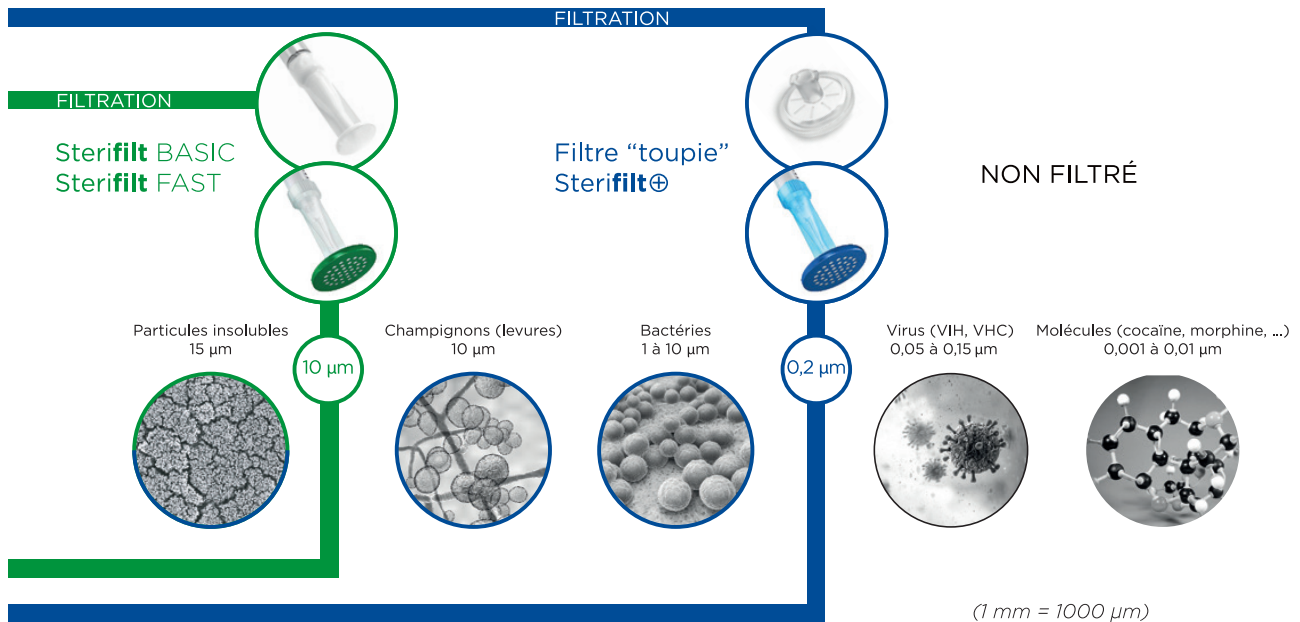 FILTRATION
FILTRATION
Sterifilt BASIC
Sterifilt FAST
Filtre “toupie”
Sterifilt⊕
NON FILTRÉ
Particules insolubles
15 µm
10 µm
Champignons (levures)
10 µm
Bactéries
1 à 10 µm
0,2 µm
Virus (VIH, VHC)
0,05 à 0,15 µm
Molécules (cocaïne, morphine, ...)
0,001 à 0,01 µm
(1 mm = 1000 µm)